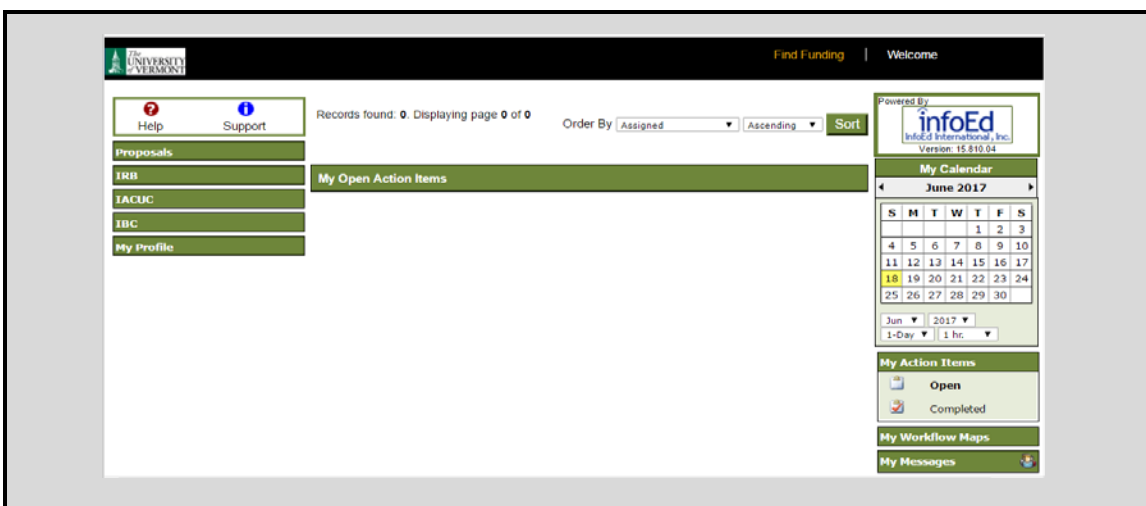 The
UNIVERSITY
of VERMONT
Find Funding | Welcome
Help Support
Proposals
IRB
IACUC
IBC
My Profile
Records found: 0. Displaying page 0 of 0
Order By Assigned Ascending Sort
My Open Action Items
Powered By
infoEd
InfoEd International, Inc.
Version: 15.810.04
My Calendar
June 2017
S M T W T F S
1 2 3
4 5 6 7 8 9 10
11 12 13 14 15 16 17
18 19 20 21 22 23 24
25 26 27 28 29 30
Jun 2017
1-Day 1 hr.
My Action Items
Open
Completed
My Workflow Maps
My Messages